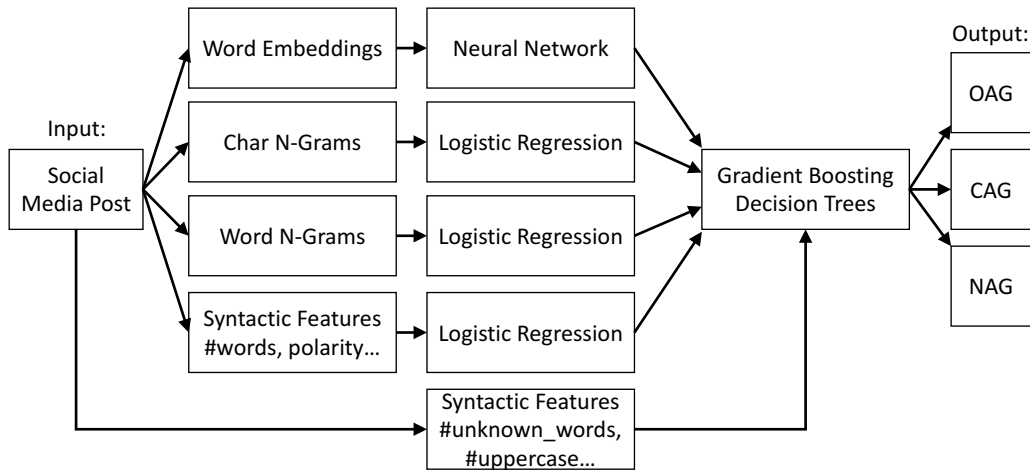 Input:
Social
Media Post
Word Embeddings
Neural Network
Char N-Grams
Logistic Regression
Word N-Grams
Logistic Regression
Syntactic Features
#words, polarity…
Logistic Regression
Syntactic Features
#unknown_words,
#uppercase…
Gradient Boosting
Decision Trees
Output:
OAG
CAG
NAG